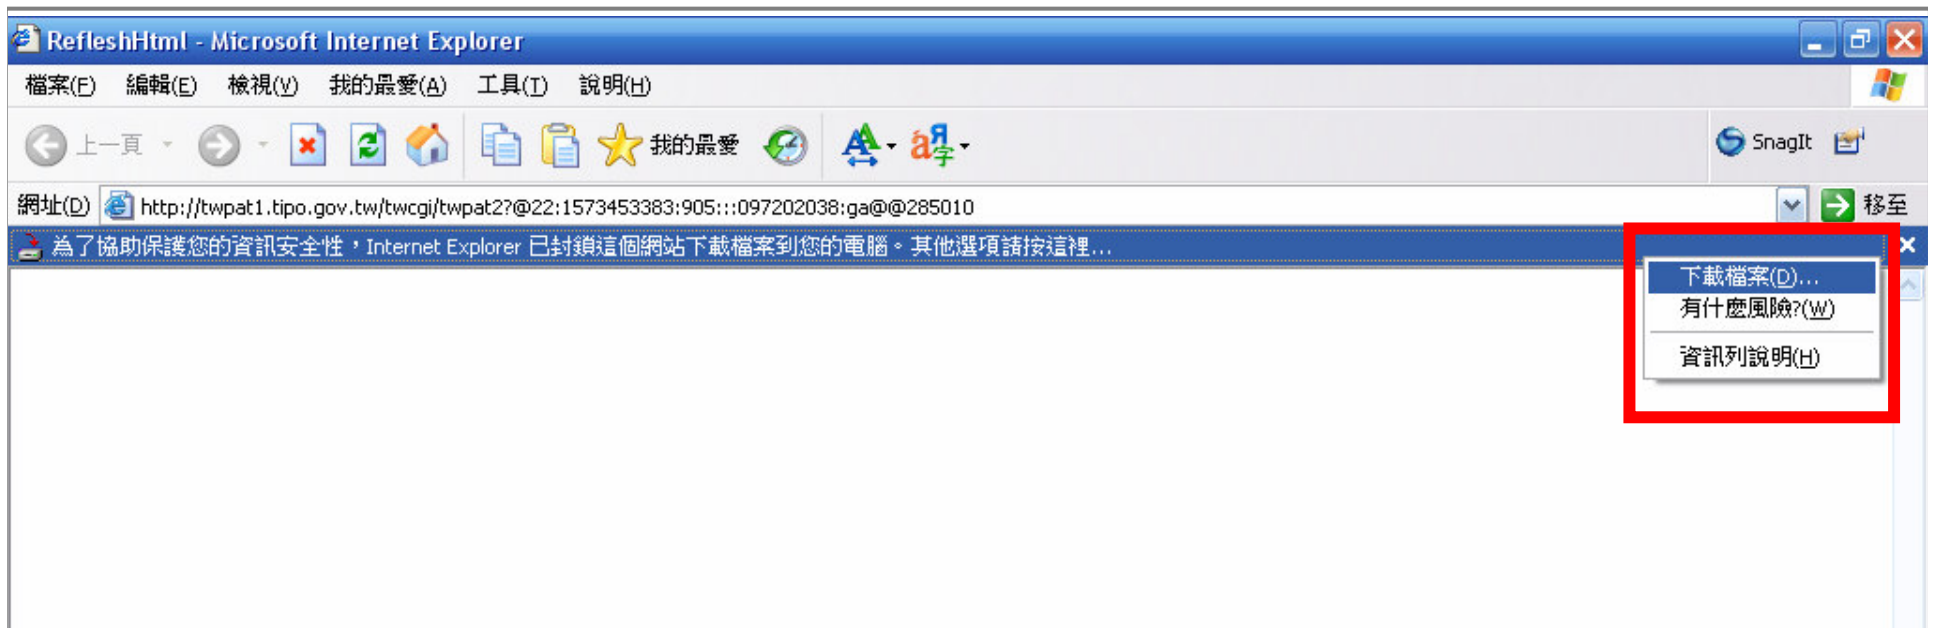 RefleshHtml - Microsoft Internet Explorer
檔案(F) 編輯(E) 檢視(V) 我的最愛(A) 工具(T) 說明(H)
上一頁 我的最愛 SnagIt
網址(D) http://twpat1.tipo.gov.tw/twcgi/twpat2?@22:1573453383:905:::097202038:ga@@285010 移至
為了協助保護您的資訊安全性，Internet Explorer 已封鎖這個網站下載檔案到您的電腦。其他選項請按這裡...
下載檔案(D)...
有什麼風險?(W)
資訊列說明(H)